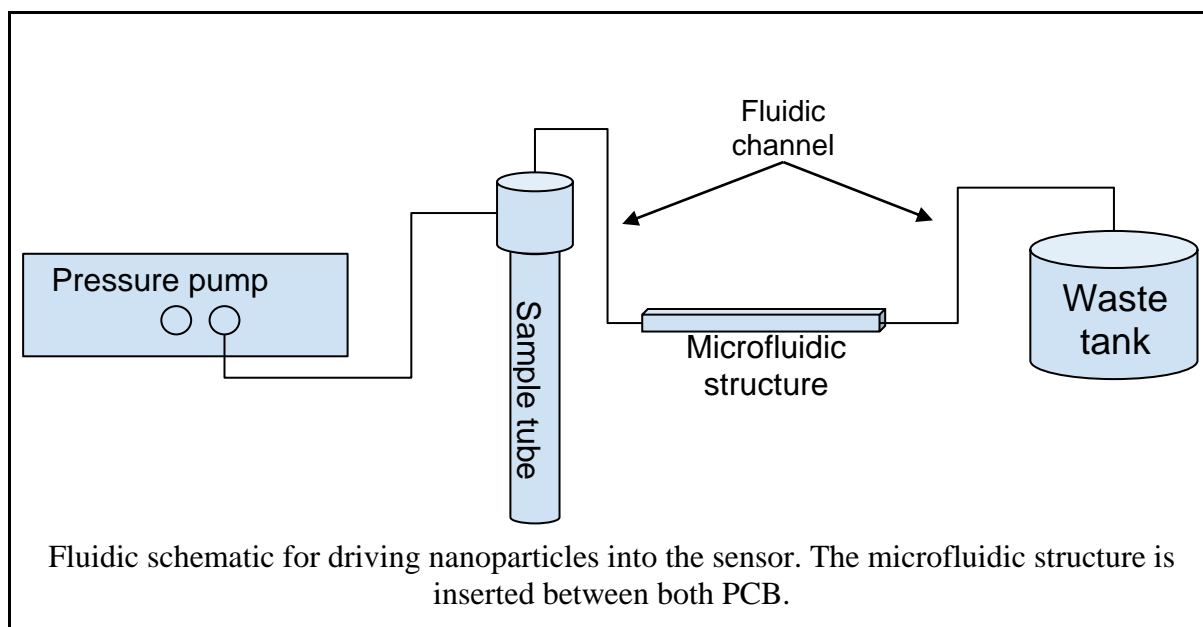 Fluidic
channel
Pressure pump
Sample tube
Microfluidic
structure
Waste
tank
Fluidic schematic for driving nanoparticles into the sensor. The microfluidic structure is
inserted between both PCB.